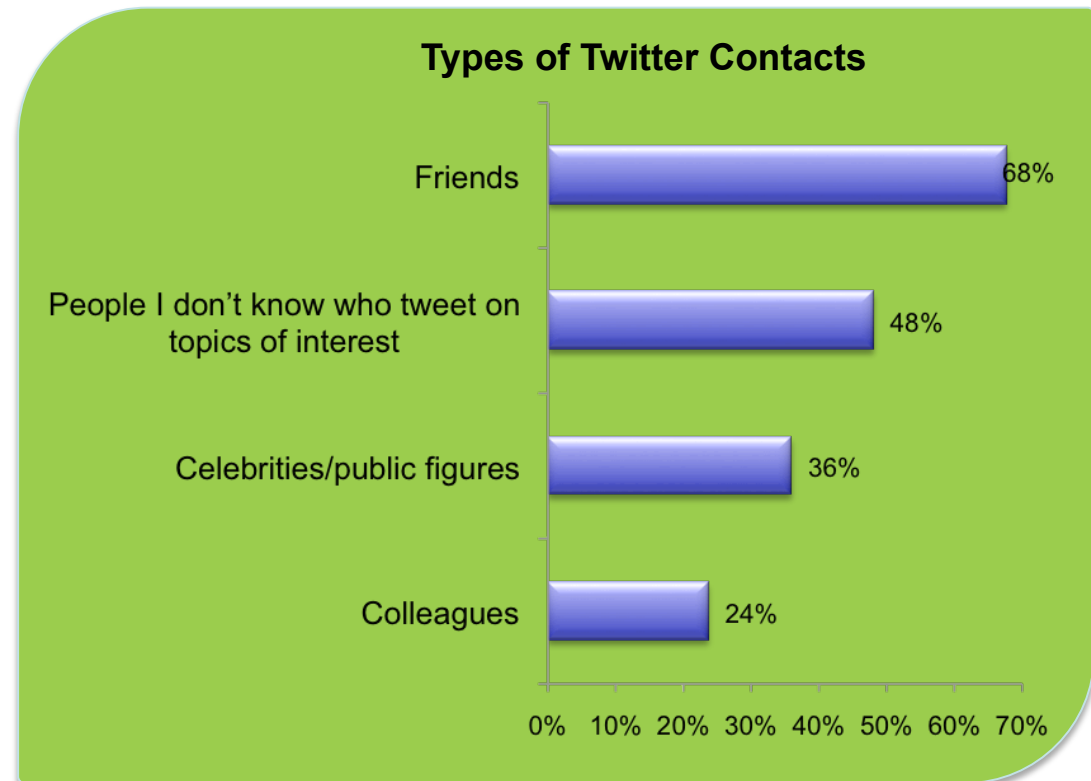 Types of Twitter Contacts
Friends
68%
People I don’t know who tweet on
topics of interest
48%
Celebrities/public figures
36%
Colleagues
24%
0% 10% 20% 30% 40% 50% 60% 70%